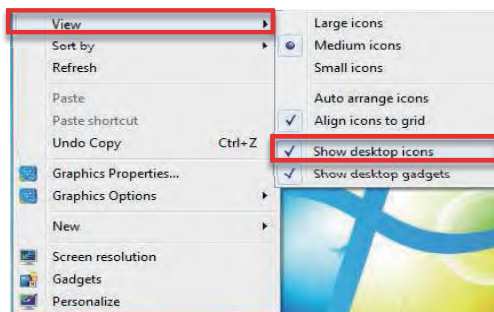 View
Sort by
Refresh
Paste
Paste shortcut
Undo Copy Ctrl+Z
Graphics Properties...
Graphics Options
New
Screen resolution
Gadgets
Personalize
Large icons
Medium icons
Small icons
Auto arrange icons
Align icons to grid
Show desktop icons
Show desktop gadgets